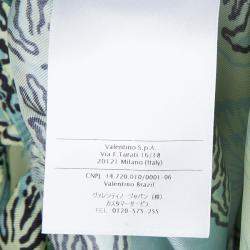 Valentino S.p.A.
Via F.Turati 16/18
20121 Milano (Italy)
CNPJ 14.720.010/0001-06
Valentino Brazil
ヴァレンティノ ジャパン (株)
カスタマーサービス
TEL: 0120-575-255